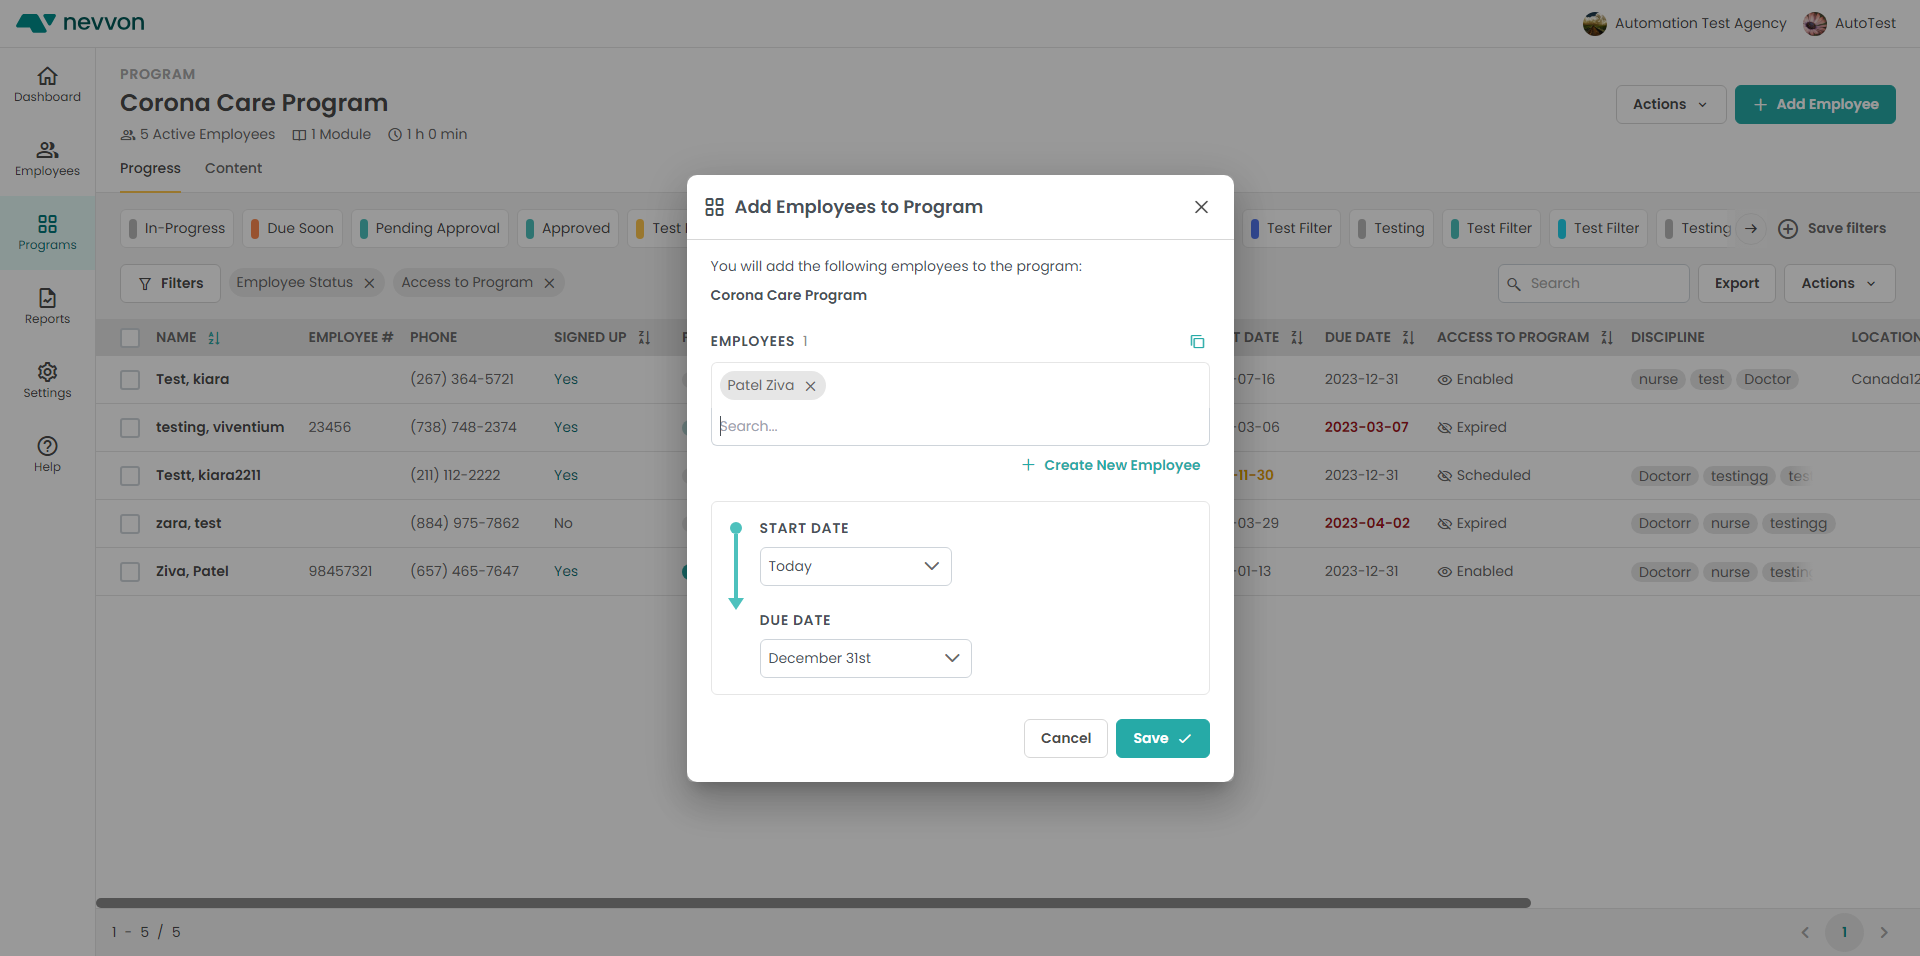 nevvon
Automation Test Agency
AutoTest
Dashboard
Employees
Programs
Reports
Settings
Help
PROGRAM
Corona Care Program
5 Active Employees 1 Module 1 h 0 min
Actions
+ Add Employee
Progress Content
In-Progress Due Soon Pending Approval Approved Test Test Filter Testing Test Filter Test Filter Testing Save filters
Filters Employee Status Access to Program Search Export Actions
NAME EMPLOYEE # PHONE SIGNED UP T DATE DUE DATE ACCESS TO PROGRAM DISCIPLINE LOCATION
Test, kiara (267) 364-5721 Yes -07-16 2023-12-31 Enabled nurse test Doctor Canada12
testing, viventium 23456 (738) 748-2374 Yes -03-06 2023-03-07 Expired
Testt, kiara2211 (211) 112-2222 Yes -11-30 2023-12-31 Scheduled Doctorr testingg tes
zara, test (884) 975-7862 No -03-29 2023-04-02 Expired Doctorr nurse testingg
Ziva, Patel 98457321 (657) 465-7647 Yes -01-13 2023-12-31 Enabled Doctorr nurse testin
Add Employees to Program
You will add the following employees to the program:
Corona Care Program
EMPLOYEES 1
Patel Ziva
Search...
+ Create New Employee
START DATE
Today
DUE DATE
December 31st
Cancel Save
1 - 5 / 5
1